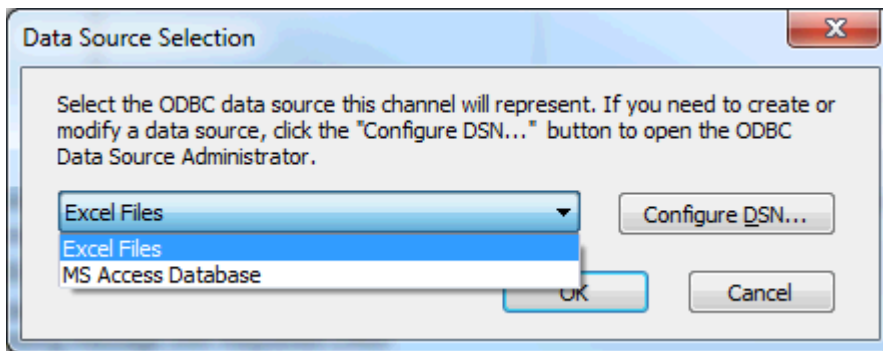 Data Source Selection
Select the ODBC data source this channel will represent. If you need to create or
modify a data source, click the "Configure DSN..." button to open the ODBC
Data Source Administrator.
Excel Files
Configure DSN...
Excel Files
MS Access Database
OK
Cancel